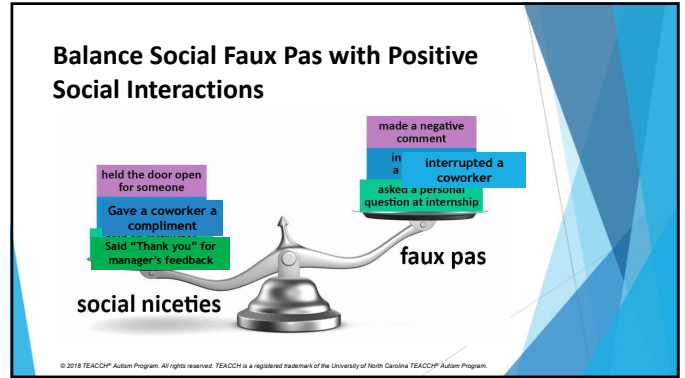 Balance Social Faux Pas with Positive
Social Interactions
held the door open
for someone
Gave a coworker a
compliment
Said “Thank you” for
manager’s feedback
social niceties
made a negative
comment
in
a
interrupted a
coworker
asked a personal
question at internship
faux pas
© 2018 TEACCH® Autism Program. All rights reserved. TEACCH is a registered trademark of the University of North Carolina TEACCH® Autism Program.